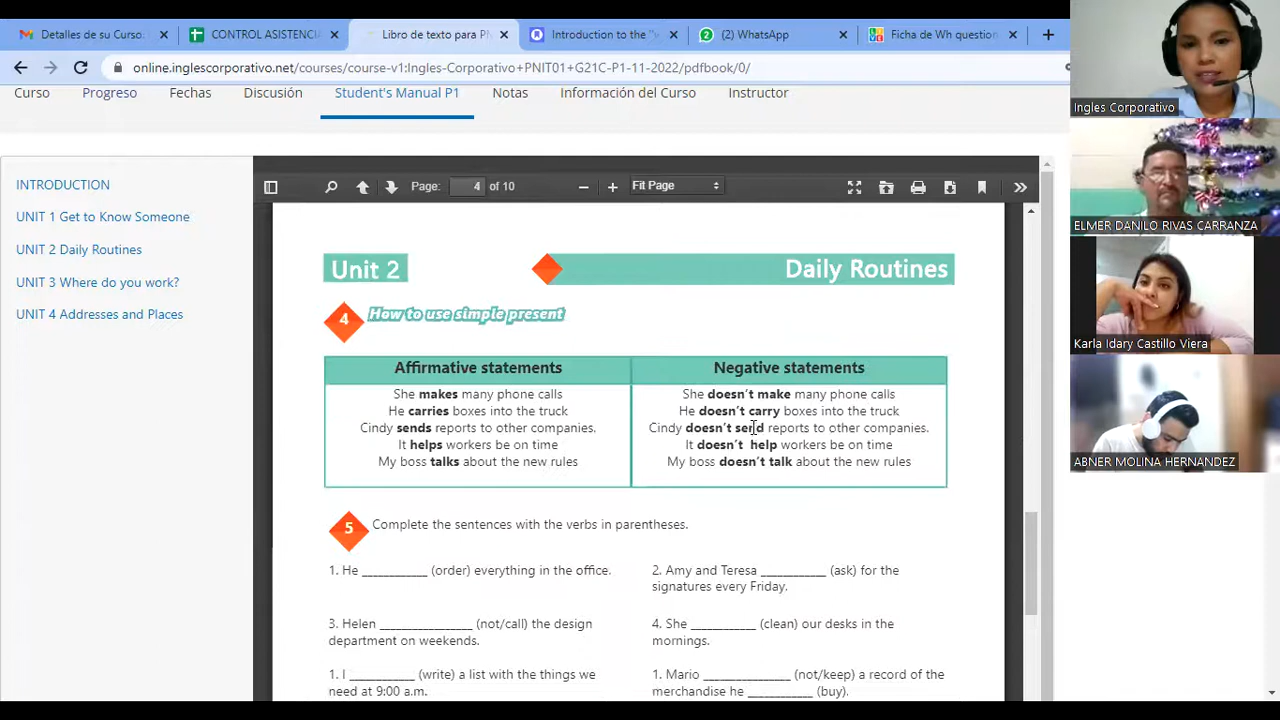 Detalles de su Curso
CONTROL ASISTENCIA
Libro de texto para PN
Introduction to the "v
(2) WhatsApp
Ficha de Wh question
online.inglescorporativo.net/courses/course-v1:Ingles-Corporativo+PNIT01+G21C-P1-11-2022/pdfbook/0/
Curso
Progreso
Fechas
Discusión
Student's Manual P1
Notas
Información del Curso
Instructor
INTRODUCTION
UNIT 1 Get to Know Someone
UNIT 2 Daily Routines
UNIT 3 Where do you work?
UNIT 4 Addresses and Places
Page: 4 of 10
Fit Page
Unit 2
Daily Routines
4
How to use simple present
Affirmative statements
She makes many phone calls
He carries boxes into the truck
Cindy sends reports to other companies.
It helps workers be on time
My boss talks about the new rules
Negative statements
She doesn't make many phone calls
He doesn't carry boxes into the truck
Cindy doesn't send reports to other companies.
It doesn't help workers be on time
My boss doesn't talk about the new rules
5
Complete the sentences with the verbs in parentheses.
1. He ____________ (order) everything in the office.
2. Amy and Teresa ____________ (ask) for the
signatures every Friday.
3. Helen _________________ (not/call) the design
department on weekends.
4. She ____________ (clean) our desks in the
mornings.
1. I ____________ (write) a list with the things we
need at 9:00 a.m.
1. Mario ________________ (not/keep) a record of the
merchandise he ____________ (buy).
Ingles Corporativo
ELMER DANILO RIVAS CARRANZA
Karla Idary Castillo Viera
ABNER MOLINA HERNANDEZ